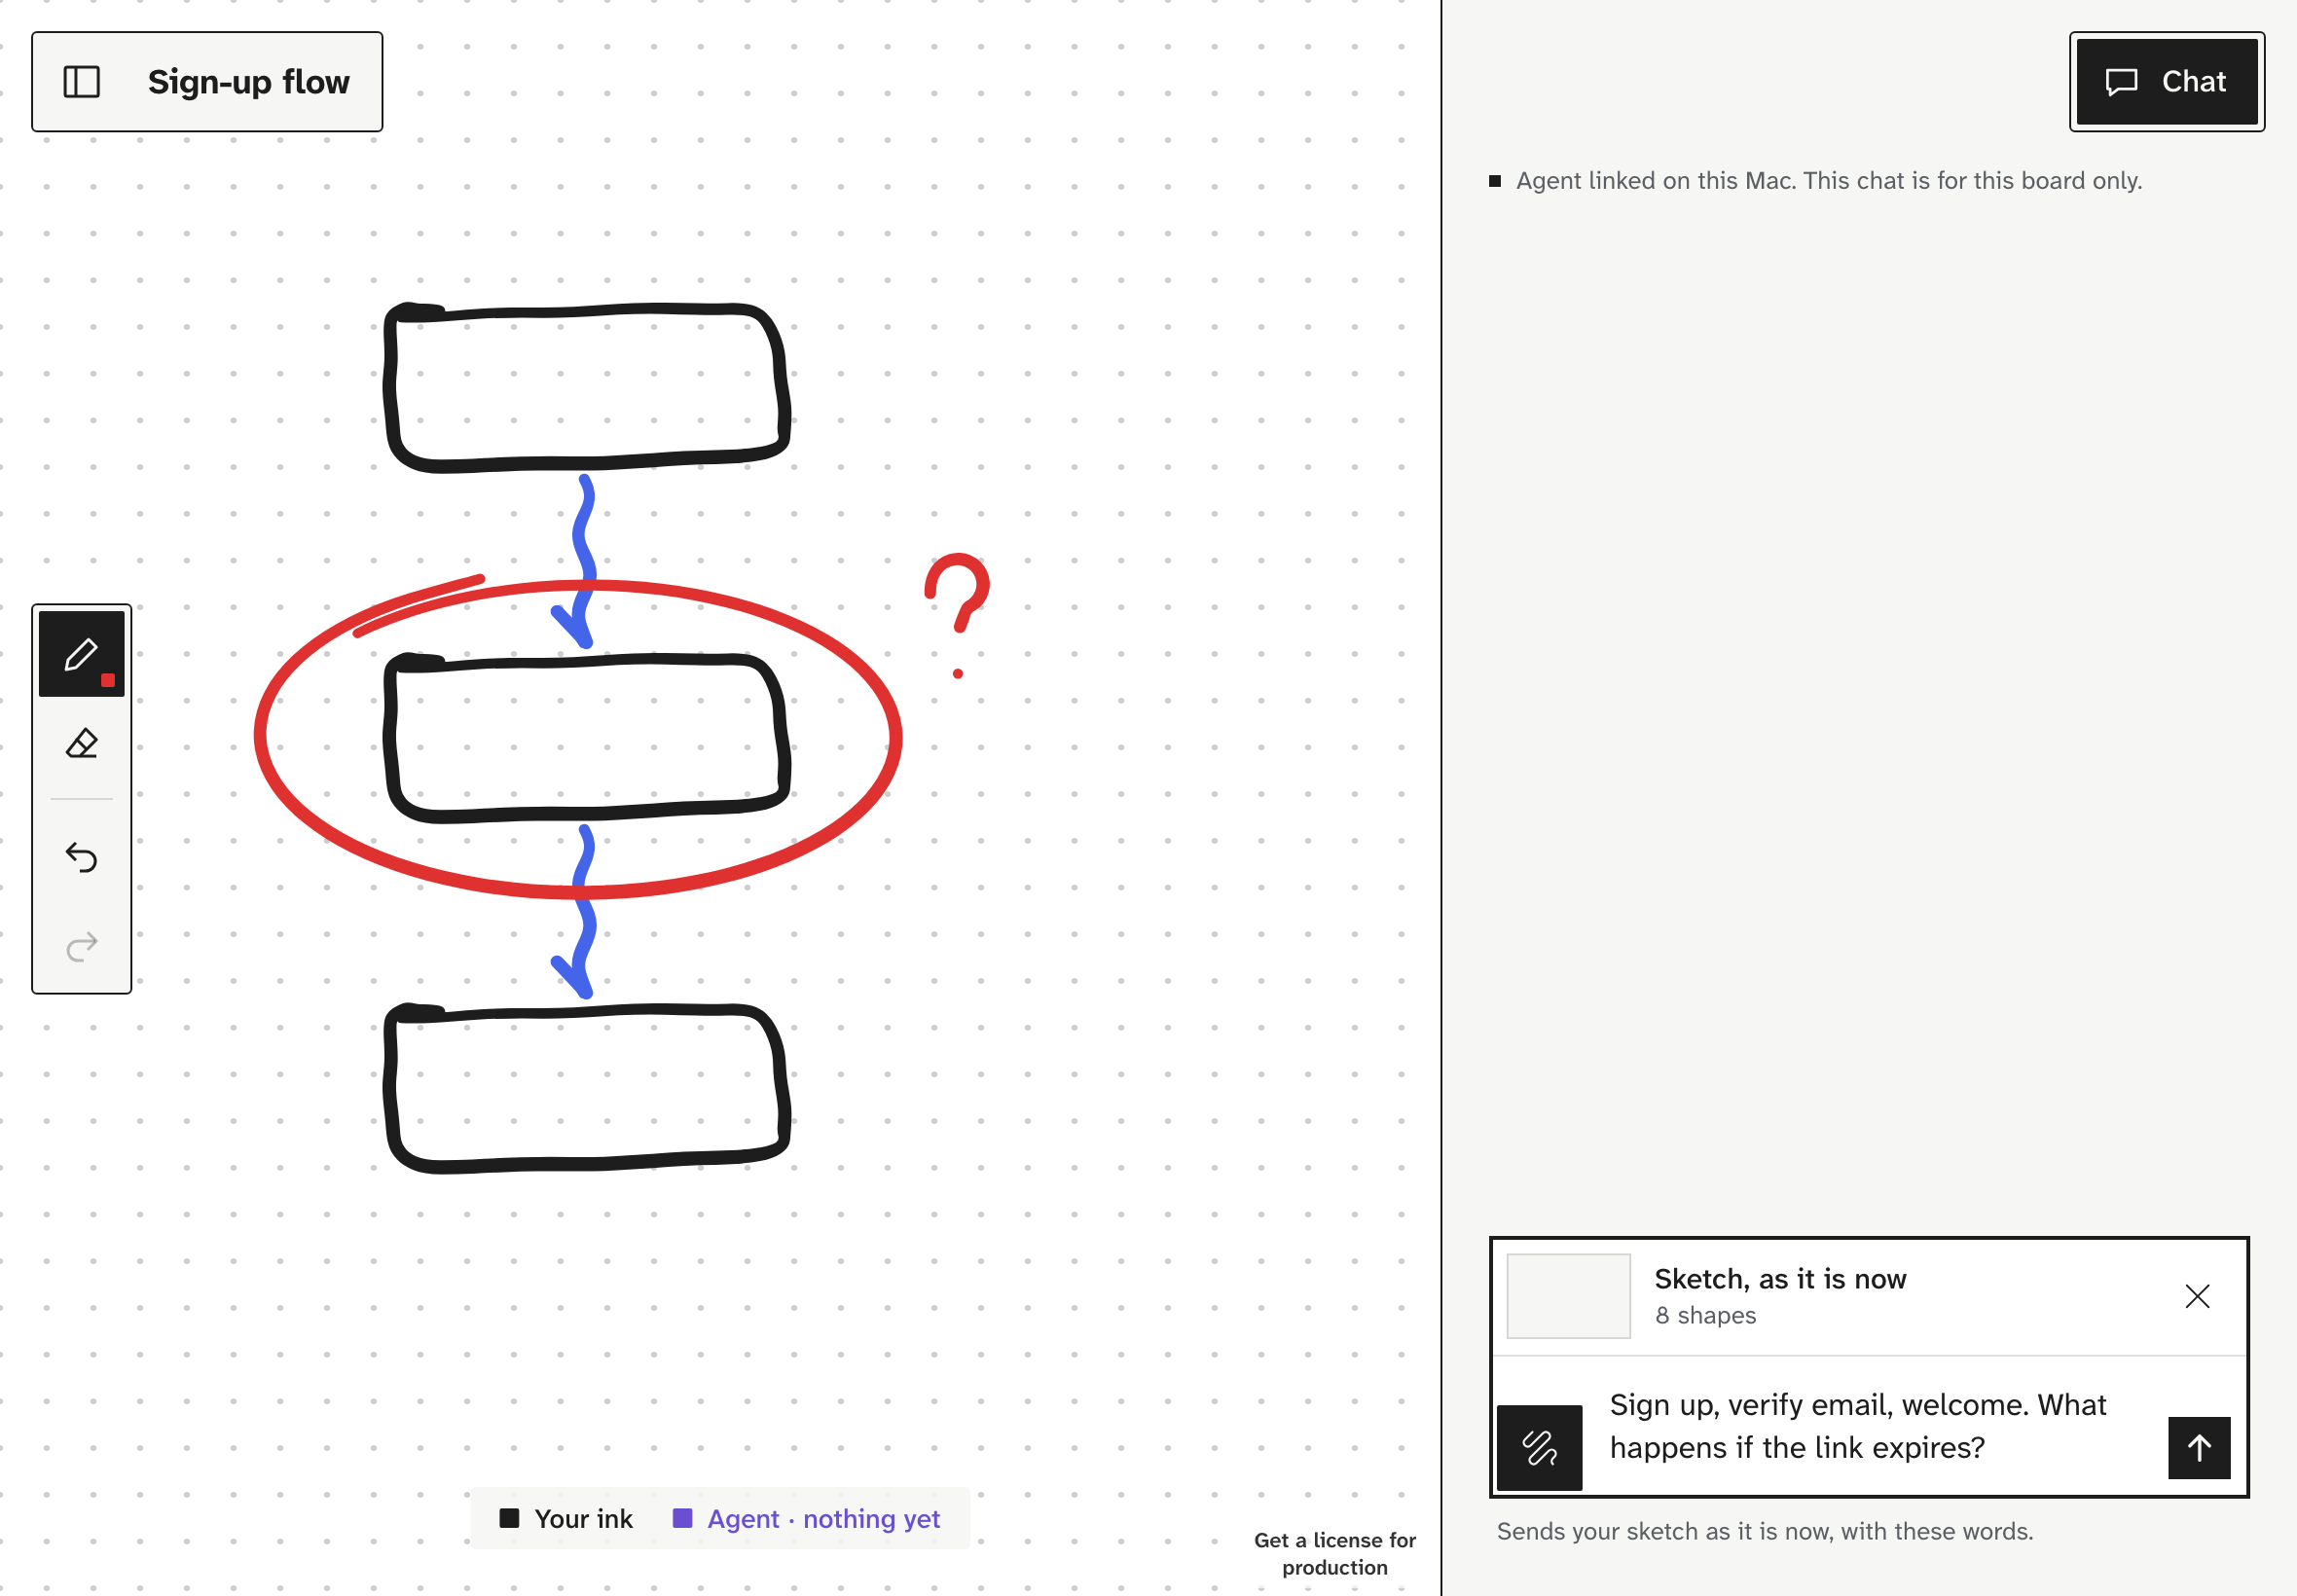 Sign-up flow
Chat
Agent linked on this Mac. This chat is for this board only.
?
Sketch, as it is now
8 shapes
Sign up, verify email, welcome. What
happens if the link expires?
Your ink
Agent · nothing yet
Sends your sketch as it is now, with these words.
Get a license for
production